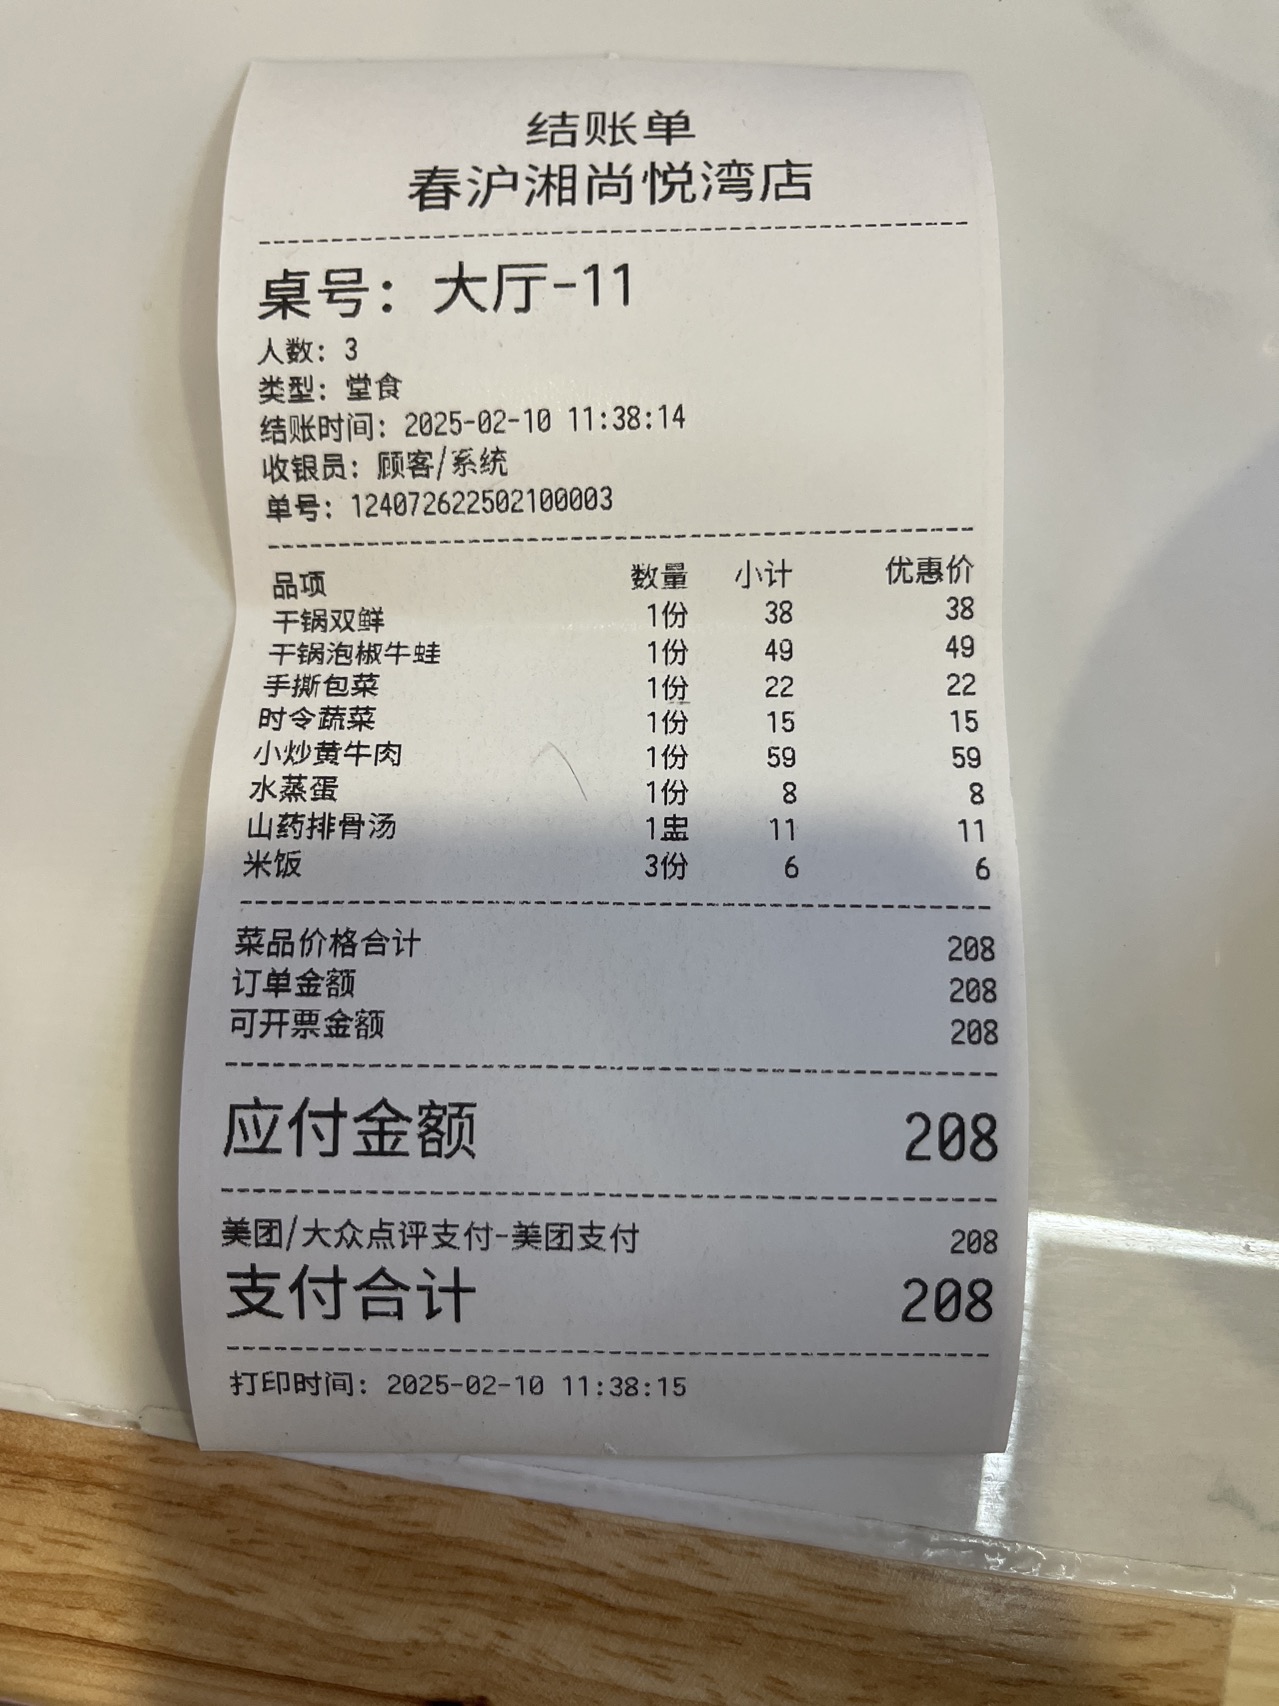 结账单
春沪湘尚悦湾店
桌号：大厅-11
人数：3
类型：堂食
结账时间：2025-02-10 11:38:14
收银员：顾客/系统
单号：124072622502100003
品项 数量 小计 优惠价
干锅双鲜 1份 38 38
干锅泡椒牛蛙 1份 49 49
手撕包菜 1份 22 22
时令蔬菜 1份 15 15
小炒黄牛肉 1份 59 59
水蒸蛋 1份 8 8
山药排骨汤 1盅 11 11
米饭 3份 6 6
菜品价格合计 208
订单金额 208
可开票金额 208
应付金额 208
美团/大众点评支付-美团支付 208
支付合计 208
打印时间：2025-02-10 11:38:15